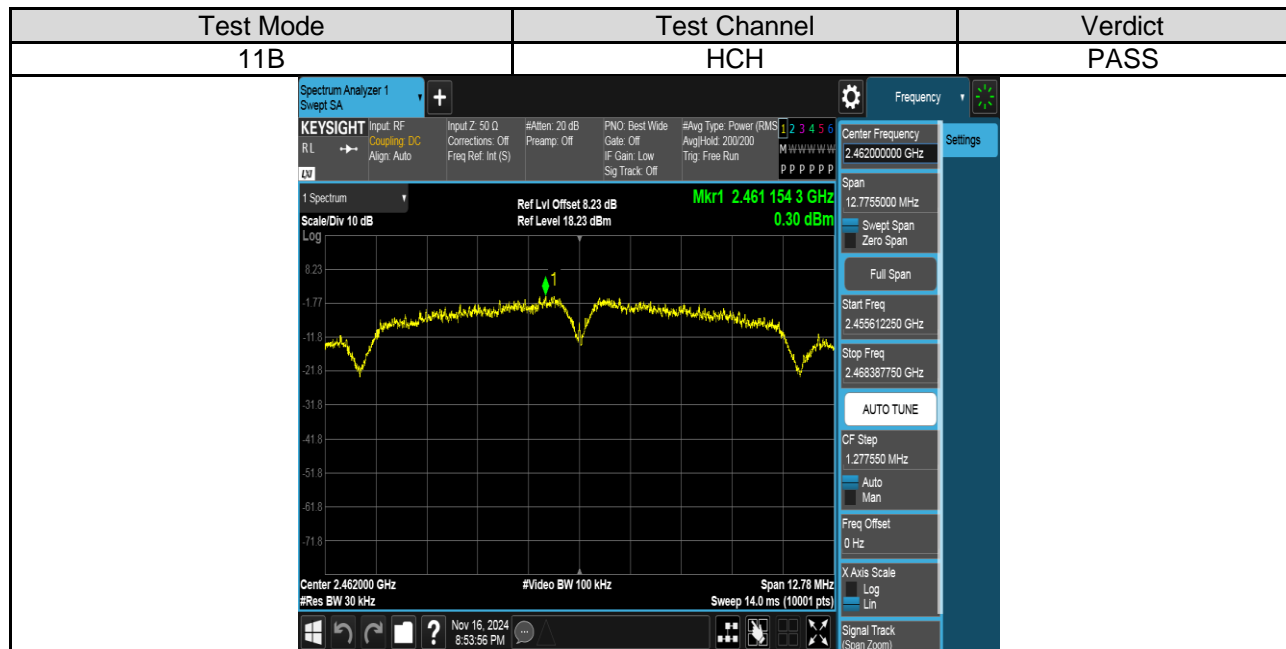 Test Mode Test Channel Verdict
11B HCH PASS
Spectrum Analyzer 1
Swept SA
+
Frequency
KEYSIGHT
RL
LXI
Input: RF
Coupling: DC
Align: Auto
Input Z: 50 Ω
Corrections: Off
Freq Ref: Int (S)
#Atten: 20 dB
Preamp: Off
PNO: Best Wide
Gate: Off
IF Gain: Low
Sig Track: Off
#Avg Type: Power (RMS
Avg|Hold: 200/200
Trig: Free Run
1 2 3 4 5 6
M W W W W W
P P P P P P
1 Spectrum
Scale/Div 10 dB
Log
Ref Lvl Offset 8.23 dB
Ref Level 18.23 dBm
Mkr1 2.461 154 3 GHz
0.30 dBm
1
8.23
-1.77
-11.8
-21.8
-31.8
-41.8
-51.8
-61.8
-71.8
Center 2.462000 GHz
#Res BW 30 kHz
#Video BW 100 kHz
Span 12.78 MHz
Sweep 14.0 ms (10001 pts)
?
Nov 16, 2024
8:53:56 PM
Center Frequency
2.462000000 GHz
Settings
Span
12.7755000 MHz
Swept Span
Zero Span
Full Span
Start Freq
2.455612250 GHz
Stop Freq
2.468387750 GHz
AUTO TUNE
CF Step
1.277550 MHz
Auto
Man
Freq Offset
0 Hz
X Axis Scale
Log
Lin
Signal Track
(Span Zoom)